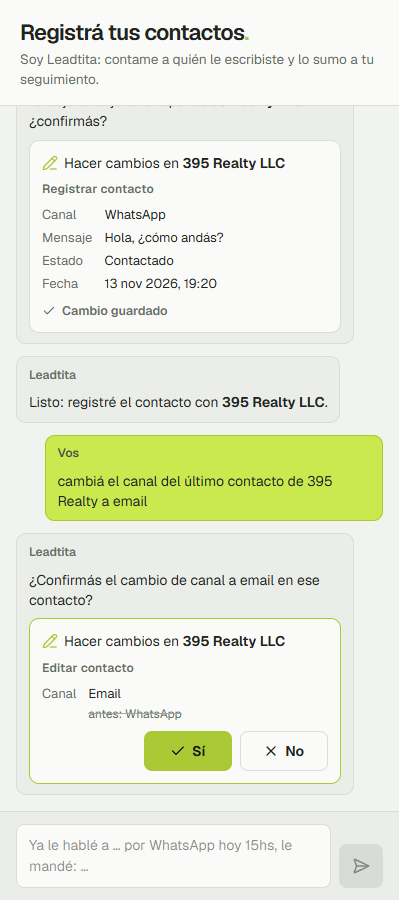 Registrá tus contactos.
Soy Leadtita: contame a quién le escribiste y lo sumo a tu
seguimiento.
¿confirmás?
Hacer cambios en 395 Realty LLC
Registrar contacto
Canal WhatsApp
Mensaje Hola, ¿cómo andás?
Estado Contactado
Fecha 13 nov 2026, 19:20
Cambio guardado
Leadtita
Listo: registré el contacto con 395 Realty LLC.
Vos
cambiá el canal del último contacto de 395
Realty a email
Leadtita
¿Confirmás el cambio de canal a email en ese
contacto?
Hacer cambios en 395 Realty LLC
Editar contacto
Canal Email
antes: WhatsApp
Sí
No
Ya le hablé a … por WhatsApp hoy 15hs, le
mandé: …